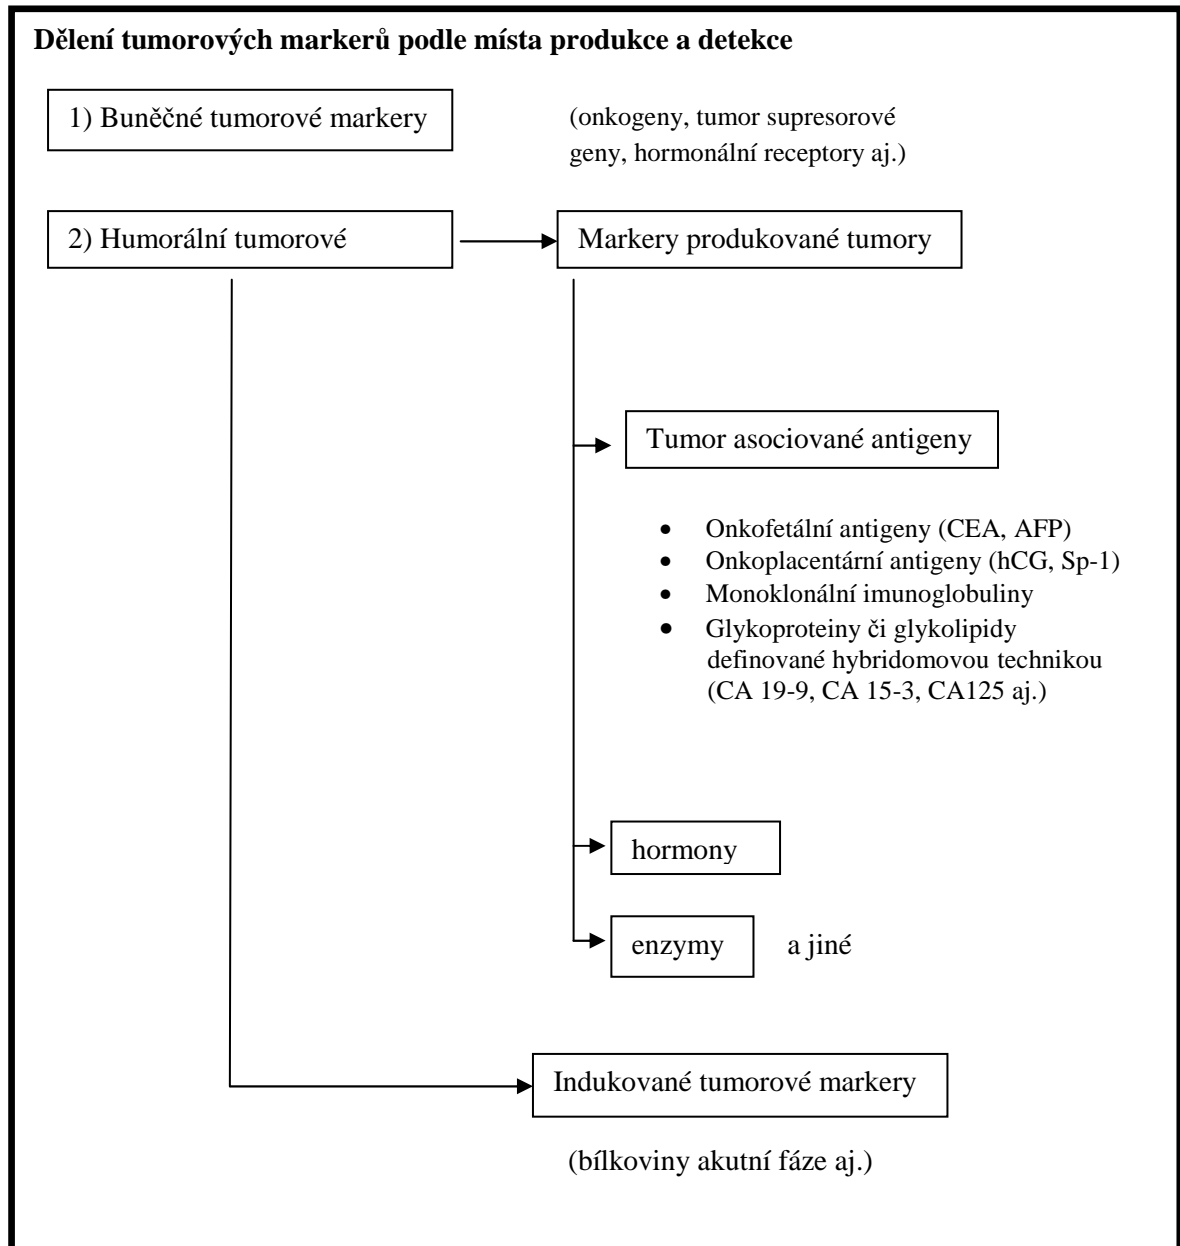 Dělení tumorových markerů podle místa produkce a detekce
1) Buněčné tumorové markery
(onkogeny, tumor supresorové
geny, hormonální receptory aj.)
2) Humorální tumorové
Markery produkované tumory
Tumor asociované antigeny
• Onkofetální antigeny (CEA, AFP)
• Onkoplacentární antigeny (hCG, Sp-1)
• Monoklonální imunoglobuliny
• Glykoproteiny či glykolipidy
definované hybridomovou technikou
(CA 19-9, CA 15-3, CA125 aj.)
hormony
enzymy
a jiné
Indukované tumorové markery
(bílkoviny akutní fáze aj.)